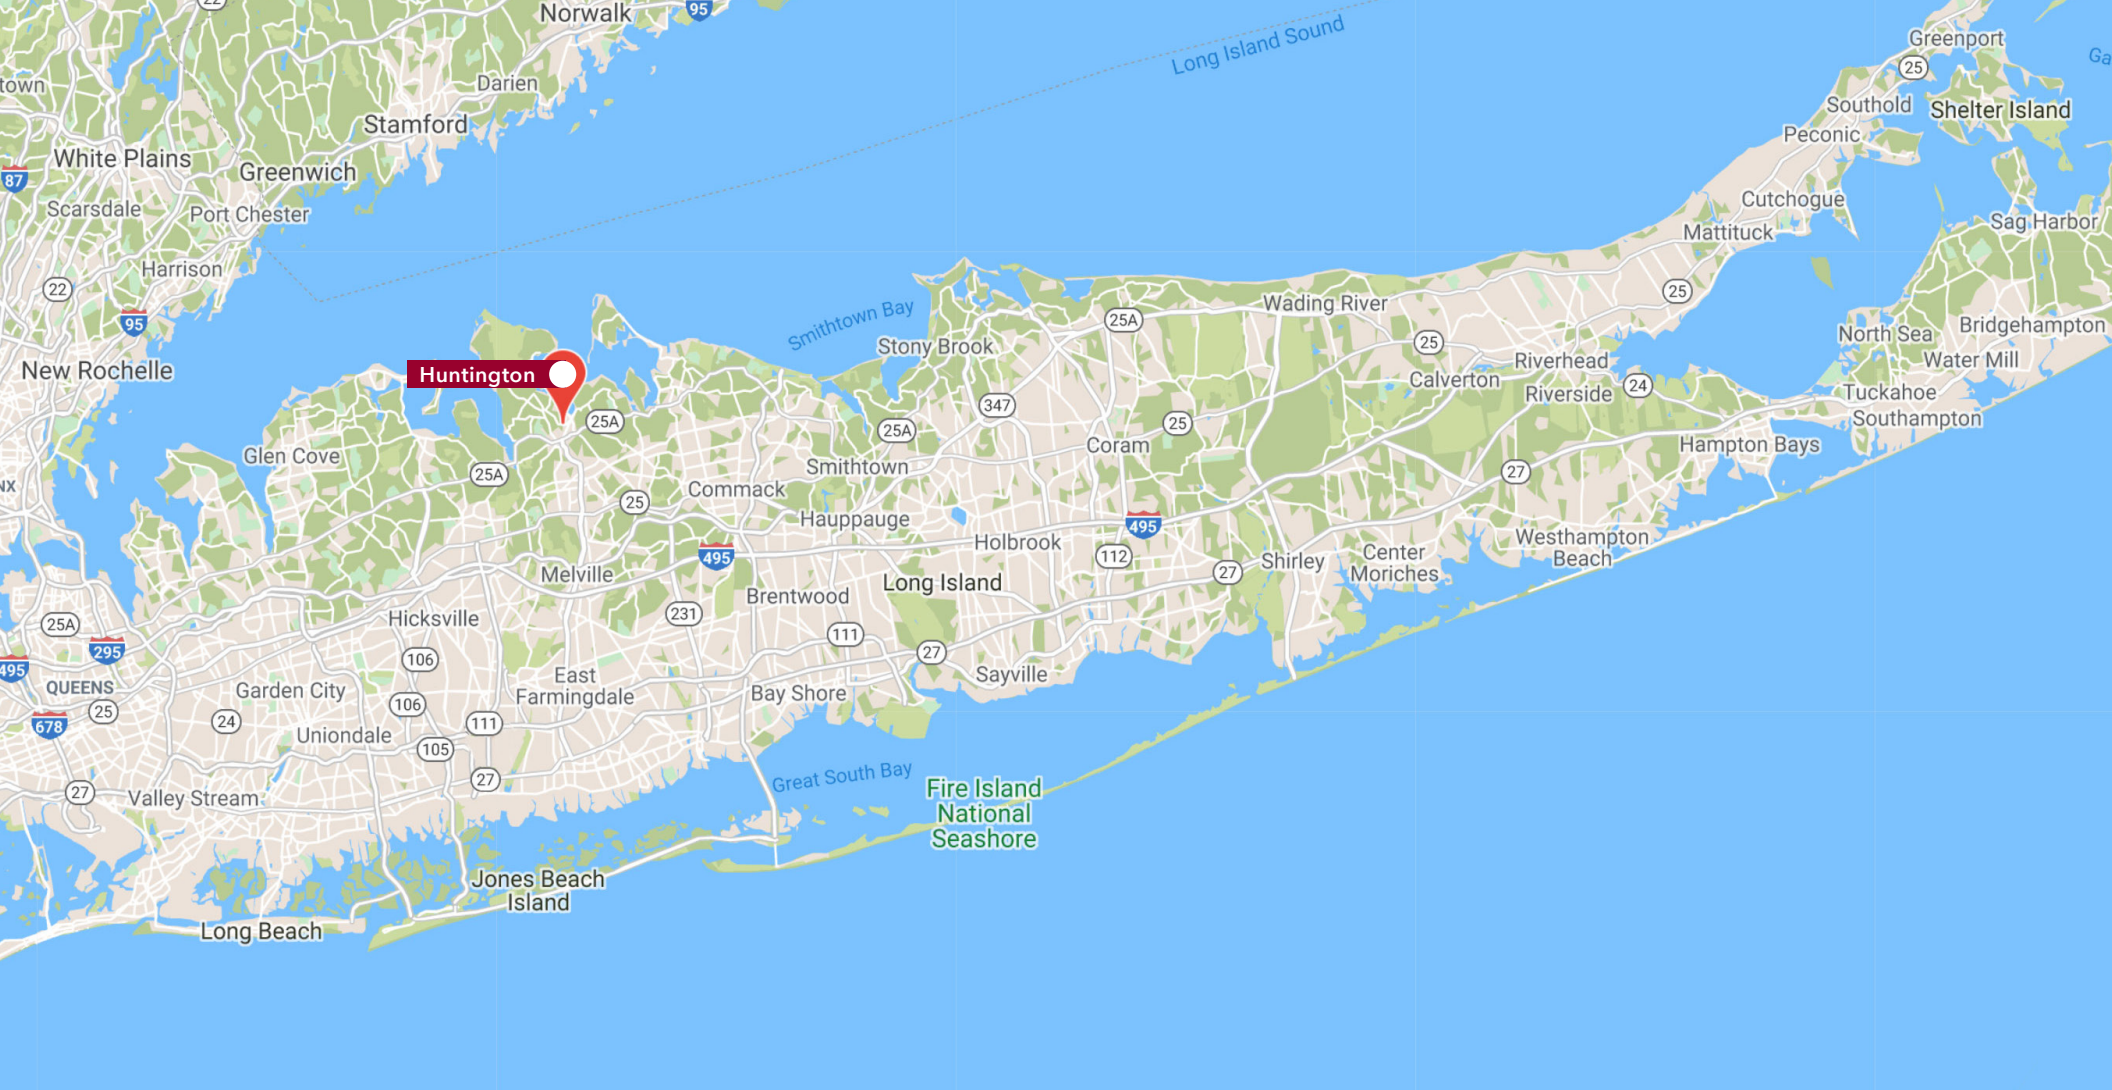 22
Norwalk
95
Long Island Sound
Greenport
25
town
Darien
Southold
Shelter Island
Stamford
Peconic
White Plains
Greenwich
87
Scarsdale
Port Chester
Cutchogue
Sag Harbor
Mattituck
Harrison
22
25
95
Smithtown Bay
Wading River
25A
North Sea
Bridgehampton
Stony Brook
25
Riverhead
Water Mill
New Rochelle
Huntington
Calverton
Riverside
24
Tuckahoe
347
Southampton
25A
25
25A
Coram
Hampton Bays
Glen Cove
25A
Smithtown
27
NX
Commack
25
Hauppauge
495
Holbrook
Westhampton
Beach
495
112
Shirley
Center
Moriches
Melville
27
Long Island
Brentwood
231
Hicksville
25A
111
295
27
495
106
QUEENS
Garden City
East
Farmingdale
Bay Shore
Sayville
106
25
24
111
678
Uniondale
105
Great South Bay
27
27
Valley Stream
Fire Island
National
Seashore
Jones Beach
Island
Long Beach